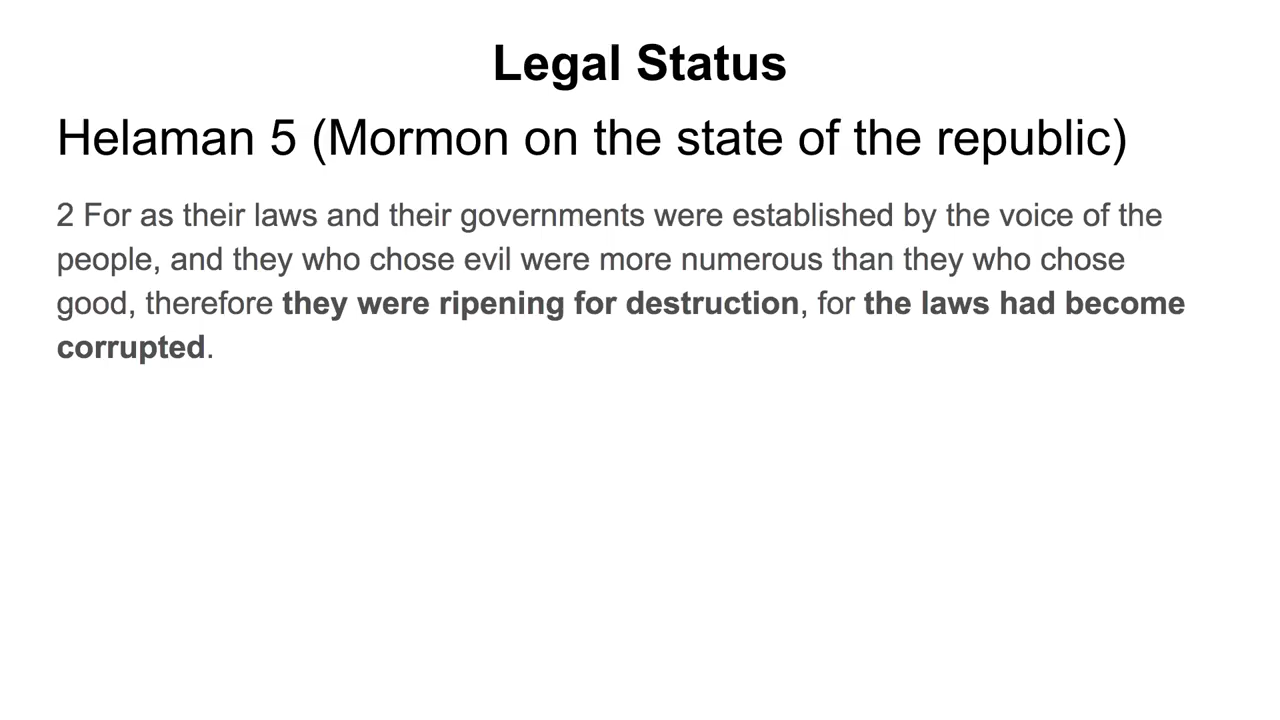 Legal Status
Helaman 5 (Mormon on the state of the republic)
2 For as their laws and their governments were established by the voice of the
people, and they who chose evil were more numerous than they who chose
good, therefore they were ripening for destruction, for the laws had become
corrupted.